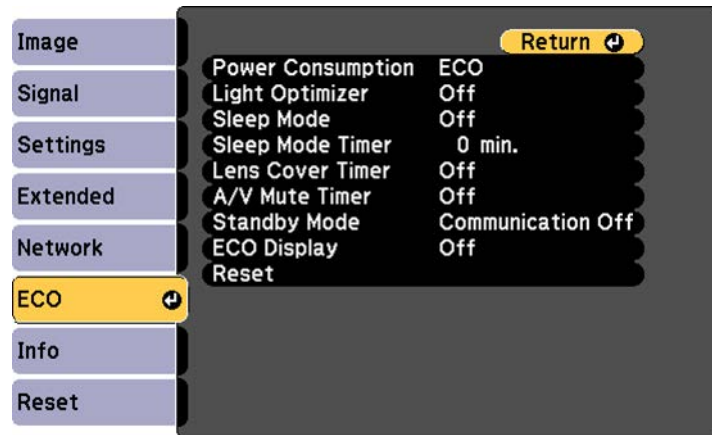 Image
Signal
Settings
Extended
Network
ECO
Info
Reset
Return
Power Consumption ECO
Light Optimizer Off
Sleep Mode Off
Sleep Mode Timer 0 min.
Lens Cover Timer Off
A/V Mute Timer Off
Standby Mode Communication Off
ECO Display Off
Reset